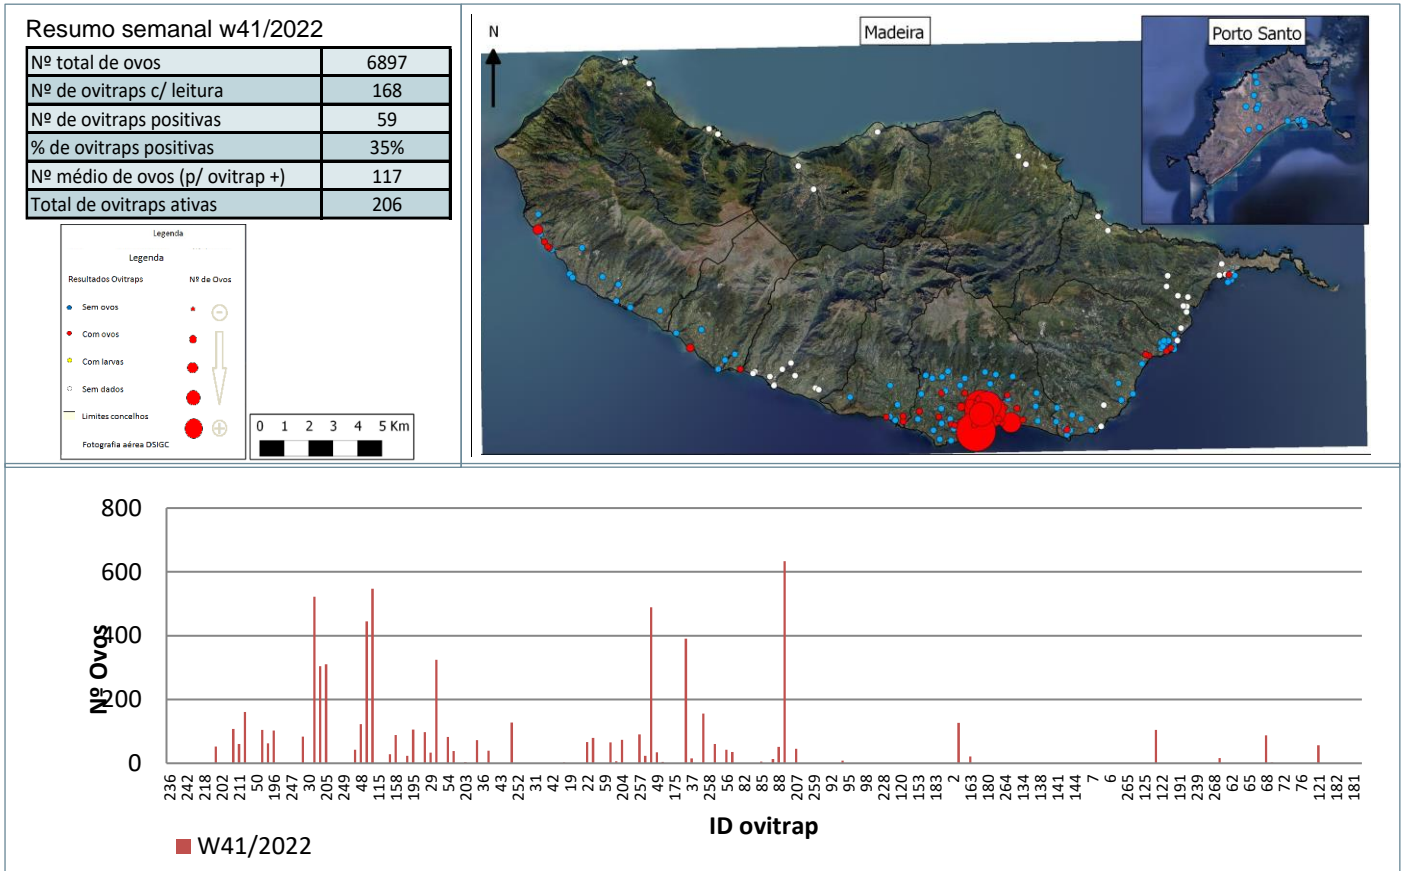 Resumo semanal w41/2022
Nº total de ovos 6897
Nº de ovitraps c/ leitura 168
Nº de ovitraps positivas 59
% de ovitraps positivas 35%
Nº médio de ovos (p/ ovitrap +) 117
Total de ovitraps ativas 206
Legenda
Legenda
Resultados Ovitraps Nº de Ovos
Sem ovos
Com ovos
Com larvas
Sem dados
Limites concelhos
Fotografia aérea DSIGC
0 1 2 3 4 5 Km
N
Madeira
Porto Santo
800
600
400
200
0
Nº Ovos
236 242 218 202 211 50 196 247 30 205 249 48 115 158 195 29 54 203 36 43 252 31 42 19 22 59 204 257 49 175 37 258 56 82 85 88 207 259 92 95 98 228 120 153 183 2 163 180 264 134 138 141 144 7 6 265 125 122 191 239 268 62 65 68 72 76 121 182 181
ID ovitrap
W41/2022